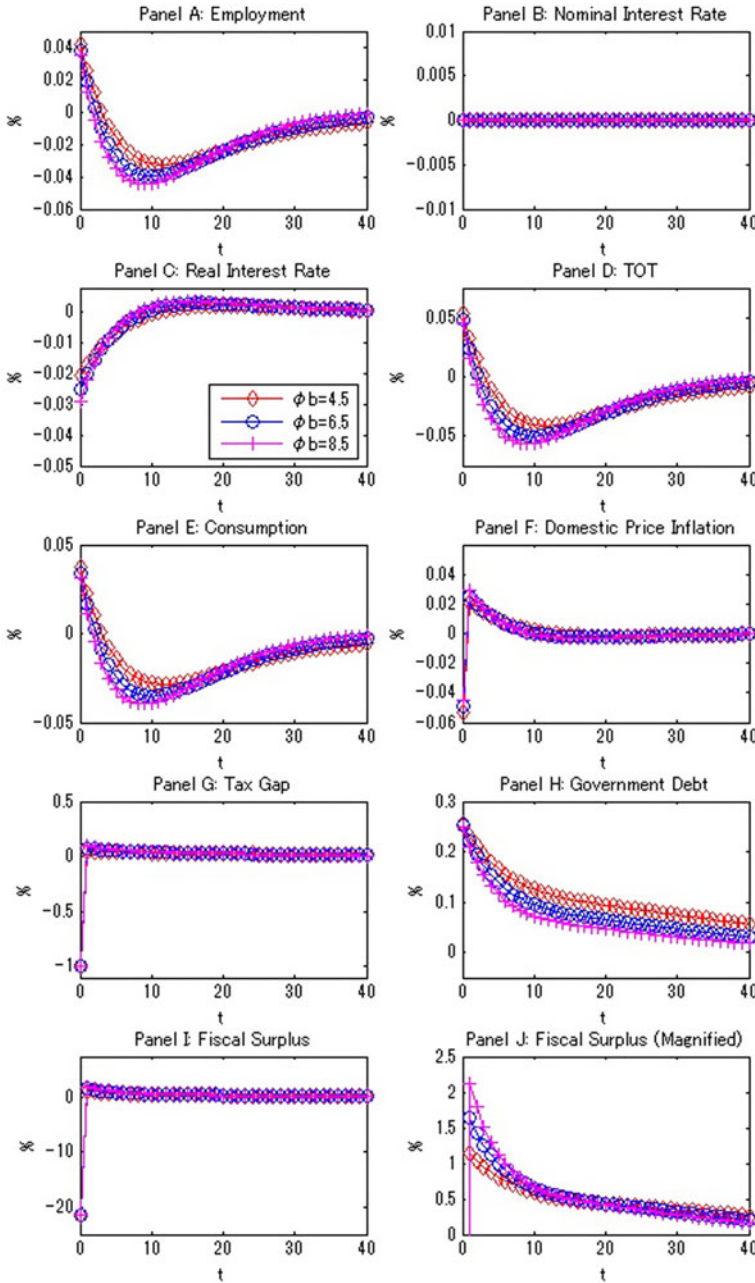 Panel A: Employment
Panel B: Nominal Interest Rate
0.04
0.02
0
-0.02
-0.04
-0.06
%
0 10 20 30 40
t
0.01
0.005
0
-0.005
-0.01
%
0 10 20 30 40
t
Panel C: Real Interest Rate
Panel D: TOT
0
-0.01
-0.02
-0.03
-0.04
-0.05
%
φb=4.5
φb=6.5
φb=8.5
0 10 20 30 40
t
0.05
0
-0.05
%
0 10 20 30 40
t
Panel E: Consumption
Panel F: Domestic Price Inflation
0.05
0
-0.05
%
0 10 20 30 40
t
0.04
0.02
0
-0.02
-0.04
-0.06
%
0 10 20 30 40
t
Panel G: Tax Gap
Panel H: Government Debt
0.5
0
-0.5
-1
%
0 10 20 30 40
t
0.3
0.2
0.1
0
%
0 10 20 30 40
t
Panel I: Fiscal Surplus
Panel J: Fiscal Surplus (Magnified)
0
-10
-20
%
0 10 20 30 40
t
2.5
2
1.5
1
0.5
0
%
0 10 20 30 40
t